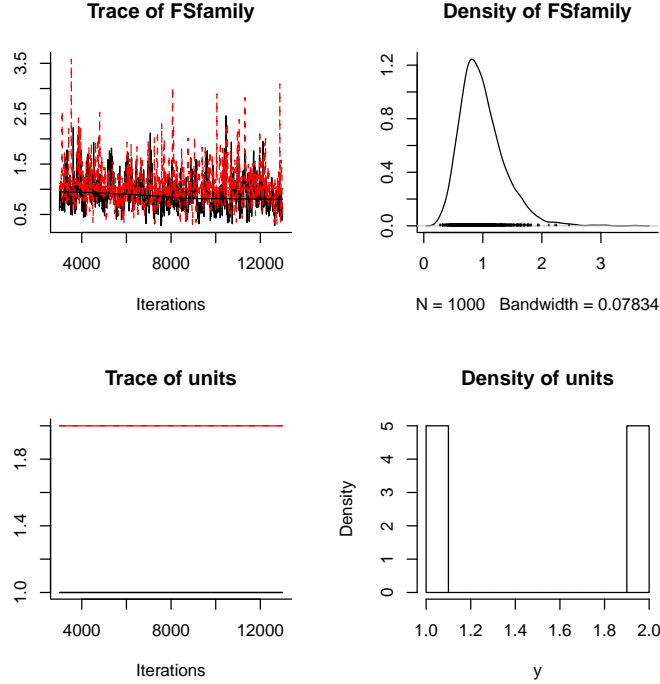 Trace of FSfamily
0.5 1.5 2.5 3.5
4000 8000 12000
Iterations
Density of FSfamily
0.0 0.4 0.8 1.2
0 1 2 3
N = 1000 Bandwidth = 0.07834
Trace of units
1.0 1.4 1.8
4000 8000 12000
Iterations
Density of units
Density
0 1 2 3 4 5
1.0 1.2 1.4 1.6 1.8 2.0
y